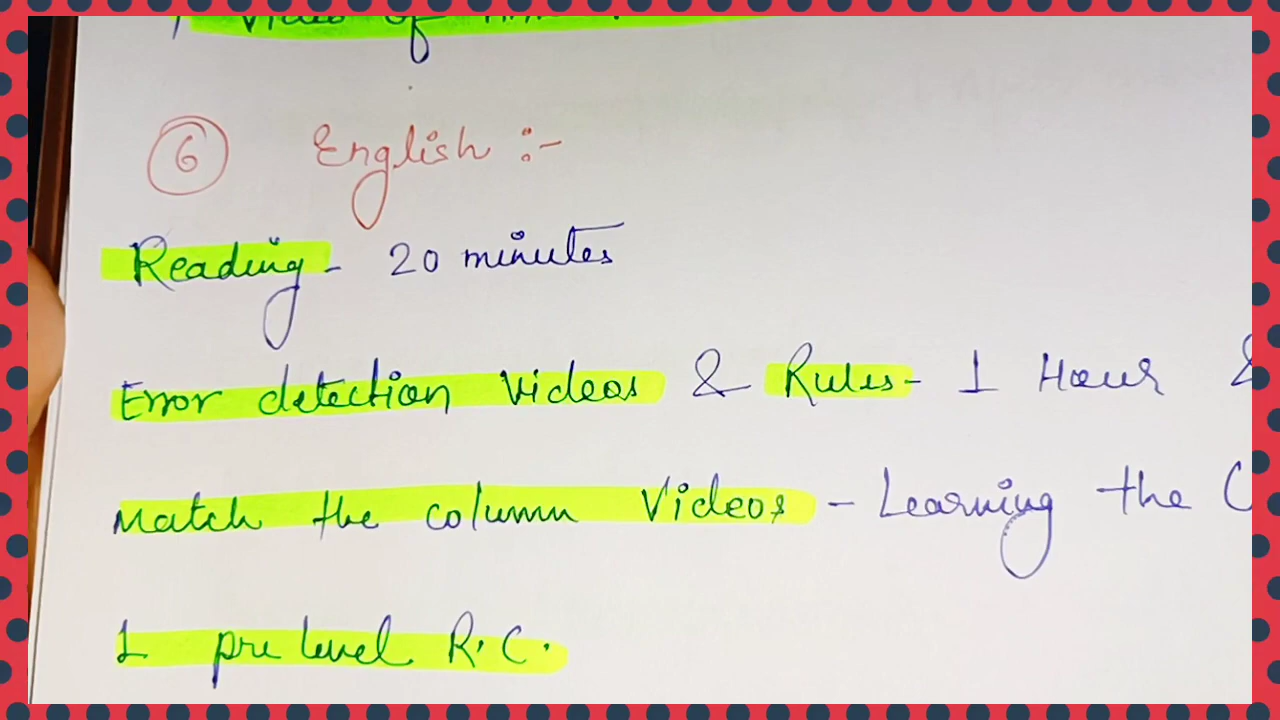 of
6 English :-
Reading - 20 minutes
Error detection Videos & Rules - 1 Hour &
Match the column Videos - Learning the
1 pre level R.C.